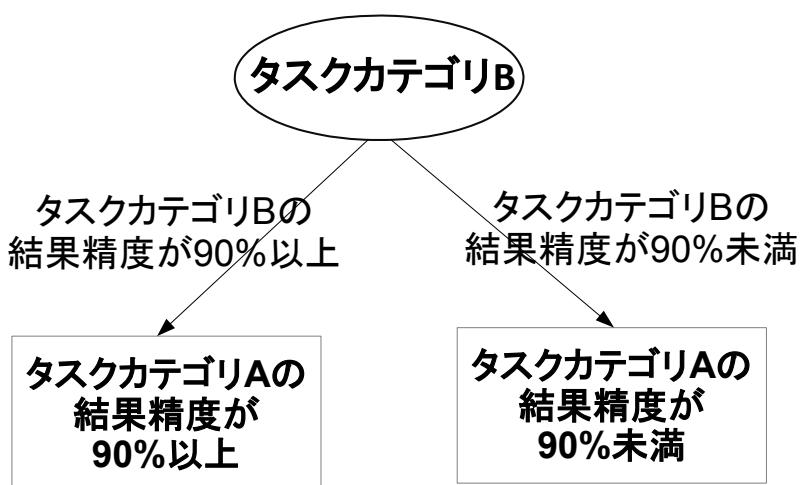 タスクカテゴリB
タスクカテゴリBの
結果精度が90%以上
タスクカテゴリBの
結果精度が90%未満
タスクカテゴリAの
結果精度が
90%以上
タスクカテゴリAの
結果精度が
90%未満